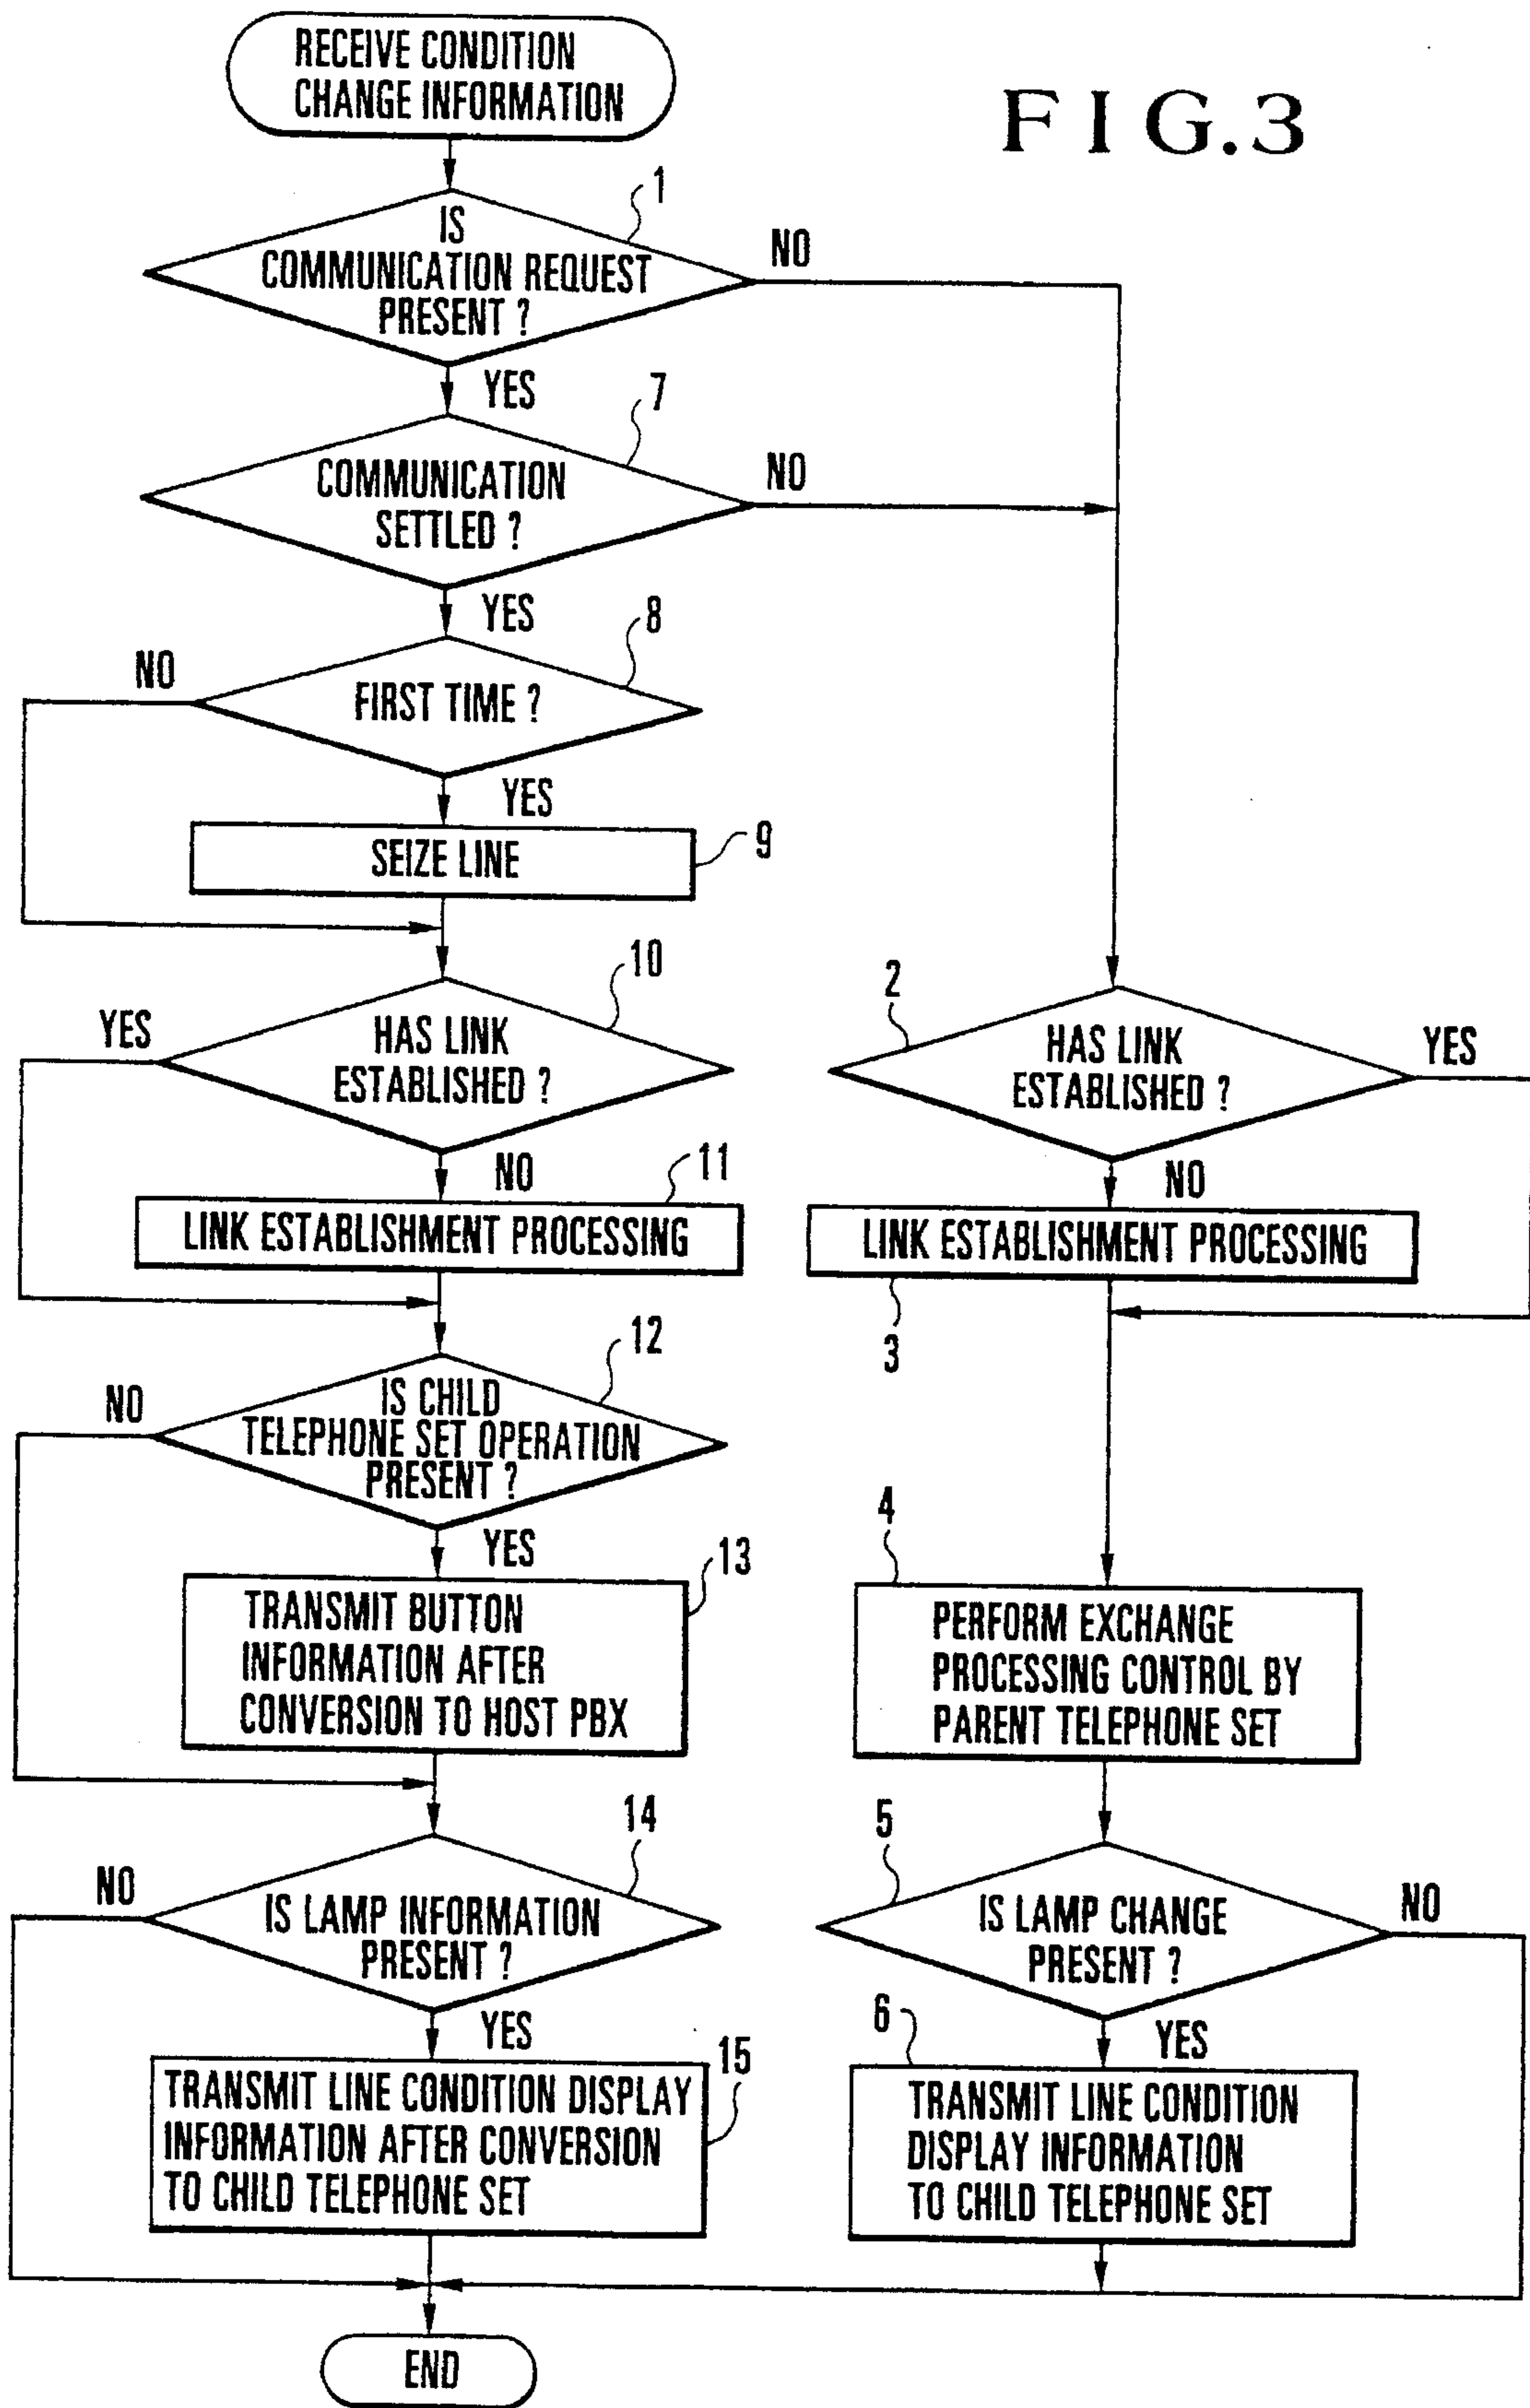 RECEIVE CONDITION
CHANGE INFORMATION
FIG.3
1
IS
COMMUNICATION REQUEST
PRESENT ?
NO
YES
7
COMMUNICATION
SETTLED ?
NO
YES
8
NO
FIRST TIME ?
YES
SEIZE LINE
9
10
YES
HAS LINK
ESTABLISHED ?
NO
11
LINK ESTABLISHMENT PROCESSING
12
NO
IS CHILD
TELEPHONE SET OPERATION
PRESENT ?
YES
13
TRANSMIT BUTTON
INFORMATION AFTER
CONVERSION TO HOST PBX
14
NO
IS LAMP INFORMATION
PRESENT ?
YES
15
TRANSMIT LINE CONDITION DISPLAY
INFORMATION AFTER CONVERSION
TO CHILD TELEPHONE SET
2
HAS LINK
ESTABLISHED ?
YES
NO
LINK ESTABLISHMENT PROCESSING
3
4
PERFORM EXCHANGE
PROCESSING CONTROL BY
PARENT TELEPHONE SET
5
IS LAMP CHANGE
PRESENT ?
NO
6
YES
TRANSMIT LINE CONDITION
DISPLAY INFORMATION
TO CHILD TELEPHONE SET
END